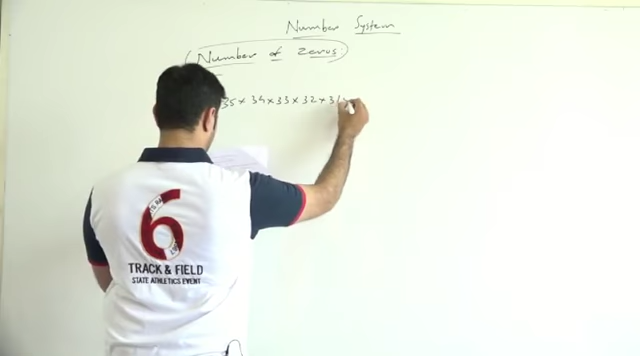 Number System
(Number of zeros:
35 × 34 × 33 × 32 × 31 ×
6
TRACK & FIELD
STATE ATHLETICS EVENT